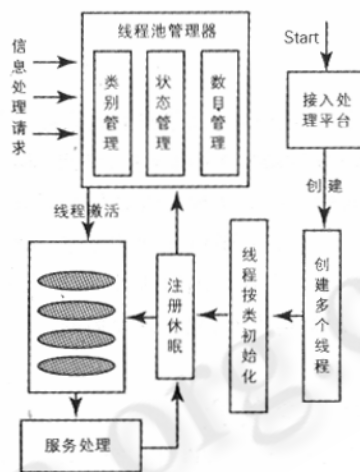 线程池管理器
信息处理请求
类别管理
状态管理
数目管理
Start
接入处理平台
创建
线程激活
创建多个线程
线程按类初始化
注册休眠
服务处理